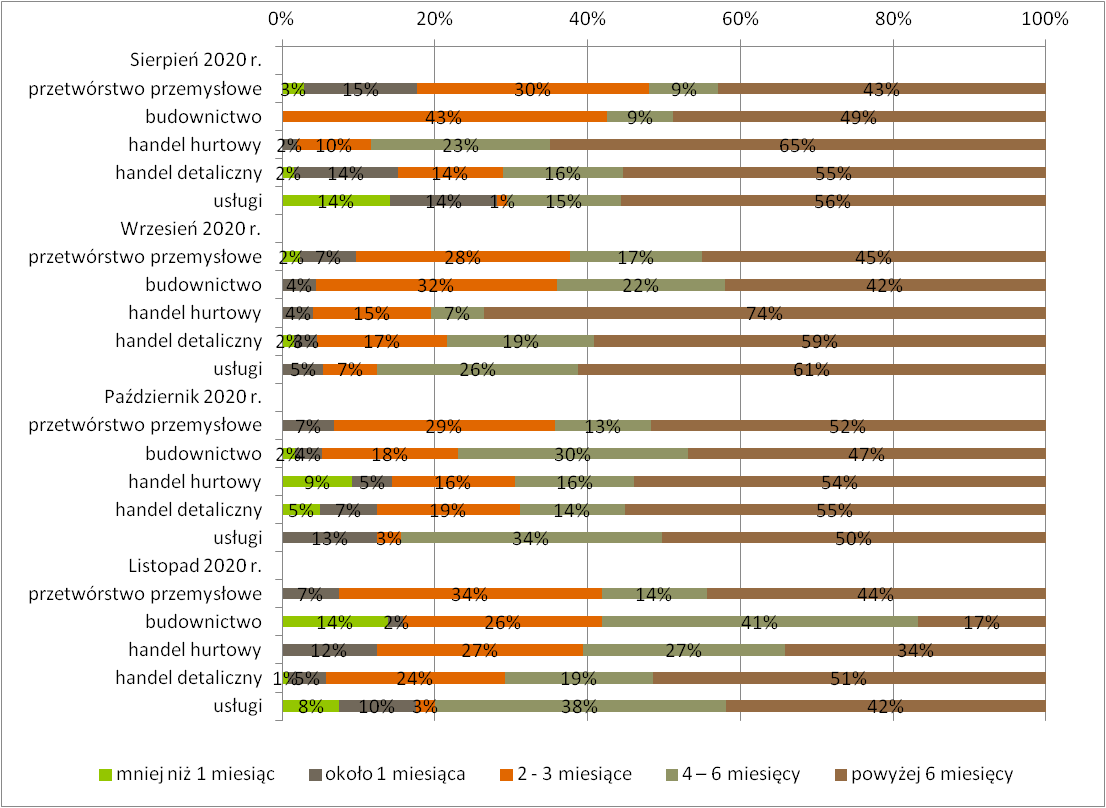 0% 20% 40% 60% 80% 100%
Sierpień 2020 r.
przetwórstwo przemysłowe 3% 15% 30% 9% 43%
budownictwo 43% 9% 49%
handel hurtowy 2% 10% 23% 65%
handel detaliczny 2% 14% 14% 16% 55%
usługi 14% 14% 1% 15% 56%
Wrzesień 2020 r.
przetwórstwo przemysłowe 2% 7% 28% 17% 45%
budownictwo 4% 32% 22% 42%
handel hurtowy 4% 15% 7% 74%
handel detaliczny 2% 3% 17% 19% 59%
usługi 5% 7% 26% 61%
Październik 2020 r.
przetwórstwo przemysłowe 7% 29% 13% 52%
budownictwo 2% 4% 18% 30% 47%
handel hurtowy 9% 5% 16% 16% 54%
handel detaliczny 5% 7% 19% 14% 55%
usługi 13% 3% 34% 50%
Listopad 2020 r.
przetwórstwo przemysłowe 7% 34% 14% 44%
budownictwo 14% 2% 26% 41% 17%
handel hurtowy 12% 27% 27% 34%
handel detaliczny 1% 5% 24% 19% 51%
usługi 8% 10% 3% 38% 42%
mniej niż 1 miesiąc około 1 miesiąca 2 - 3 miesiące 4 – 6 miesięcy powyżej 6 miesięcy